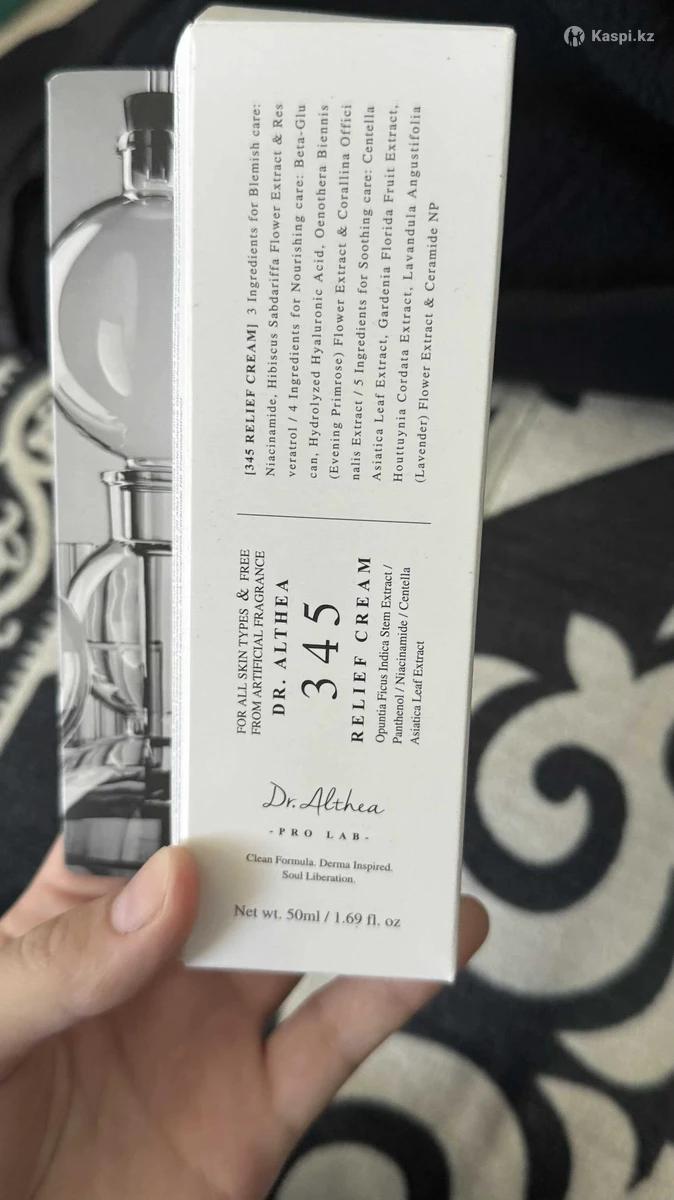 Kaspi.kz
[345 RELIEF CREAM] 3 Ingredients for Blemish care:
Niacinamide, Hibiscus Sabdariffa Flower Extract & Res
veratrol / 4 Ingredients for Nourishing care: Beta-Glu
can, Hydrolyzed Hyaluronic Acid, Oenothera Biennis
(Evening Primrose) Flower Extract & Corallina Offici
nalis Extract / 5 Ingredients for Soothing care: Centella
Asiatica Leaf Extract, Gardenia Florida Fruit Extract,
Houttuynia Cordata Extract, Lavandula Angustifolia
(Lavender) Flower Extract & Ceramide NP
FOR ALL SKIN TYPES & FREE
FROM ARTIFICIAL FRAGRANCE
DR. ALTHEA
345
RELIEF CREAM
Opuntia Ficus Indica Stem Extract /
Panthenol / Niacinamide / Centella
Asiatica Leaf Extract
Dr.Althea
-PRO LAB-
Clean Formula. Derma Inspired.
Soul Liberation.
Net wt. 50ml / 1.69 fl. oz